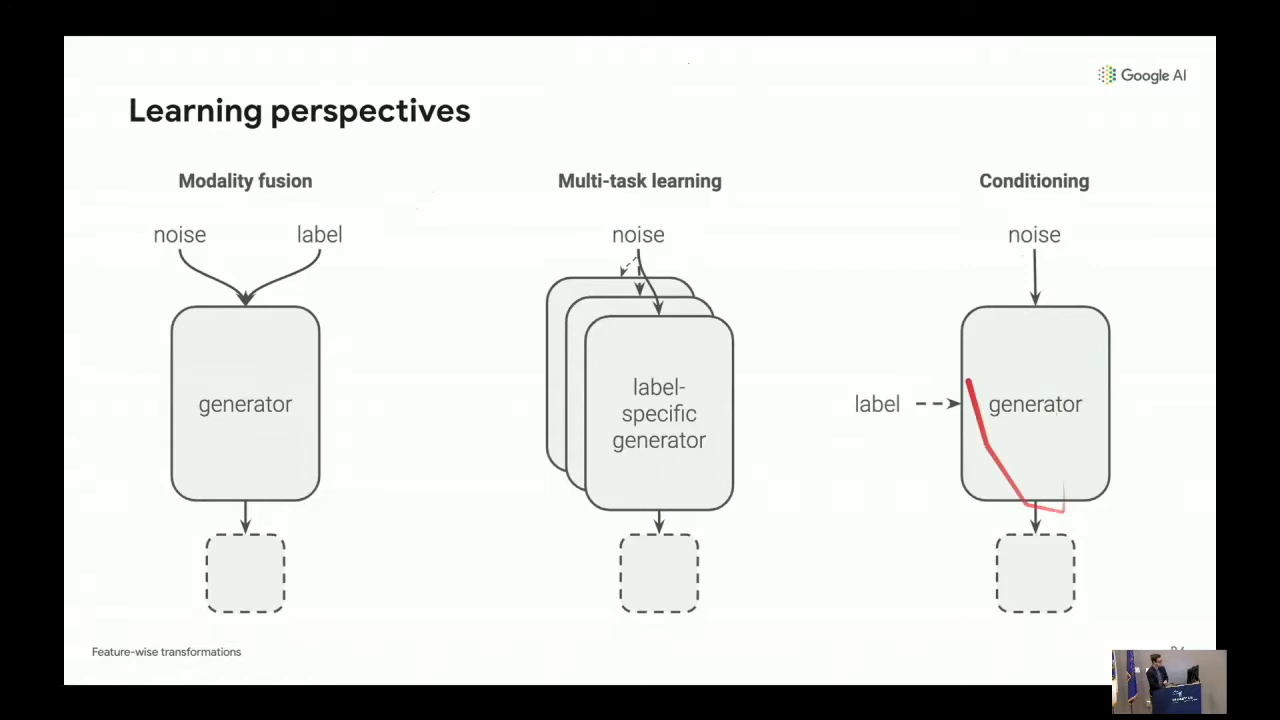 Google AI
Learning perspectives
Modality fusion
Multi-task learning
Conditioning
noise
label
noise
noise
generator
label-
specific
generator
label
generator
Feature-wise transformations